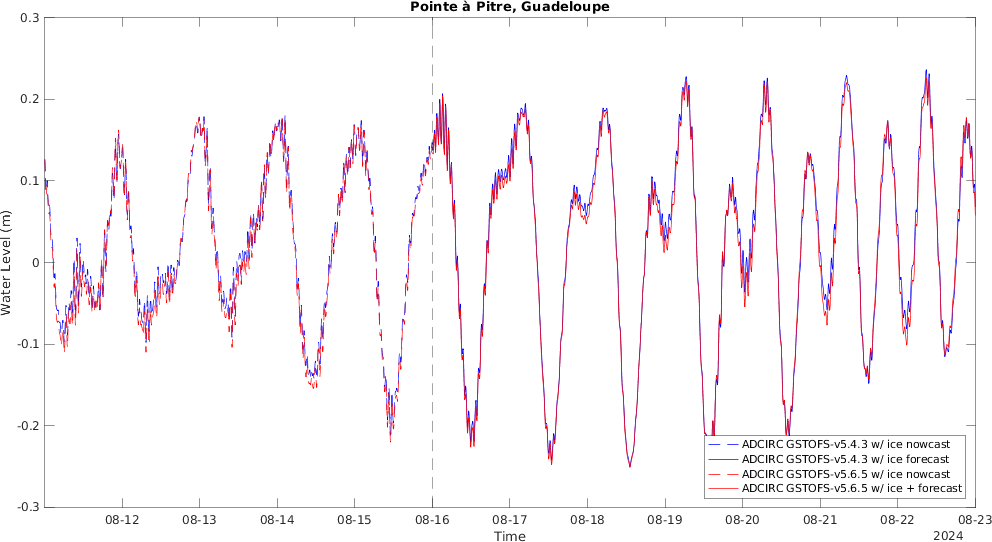 Pointe à Pitre, Guadeloupe
0.3
0.2
0.1
0
-0.1
-0.2
-0.3
Water Level (m)
ADCIRC GSTOFS-v5.4.3 w/ ice nowcast
ADCIRC GSTOFS-v5.4.3 w/ ice forecast
ADCIRC GSTOFS-v5.6.5 w/ ice nowcast
ADCIRC GSTOFS-v5.6.5 w/ ice + forecast
08-12 08-13 08-14 08-15 08-16 08-17 08-18 08-19 08-20 08-21 08-22 08-23
Time
2024